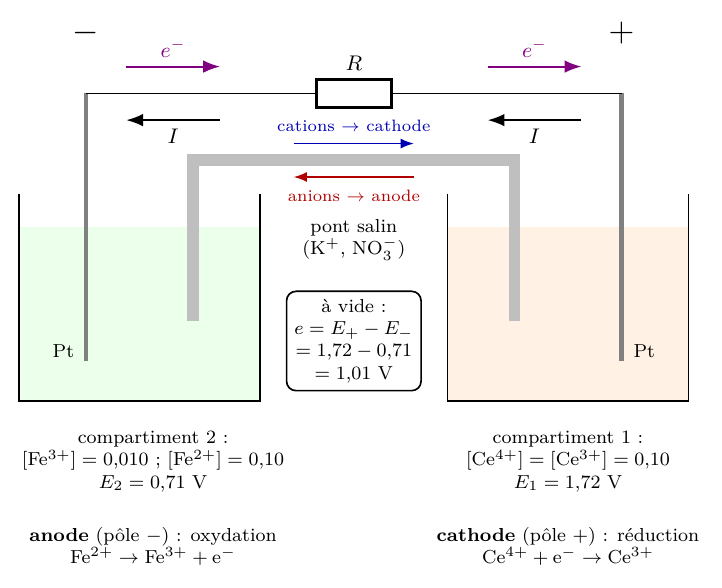 −
+
e⁻
e⁻
R
I
I
cations → cathode
anions → anode
pont salin
(K⁺, NO₃⁻)
à vide :
e = E₊ − E₋
= 1,72 − 0,71
= 1,01 V
Pt
Pt
compartiment 2 :
[Fe³⁺] = 0,010 ; [Fe²⁺] = 0,10
E₂ = 0,71 V
compartiment 1 :
[Ce⁴⁺] = [Ce³⁺] = 0,10
E₁ = 1,72 V
anode (pôle −) : oxydation
Fe²⁺ → Fe³⁺ + e⁻
cathode (pôle +) : réduction
Ce⁴⁺ + e⁻ → Ce³⁺